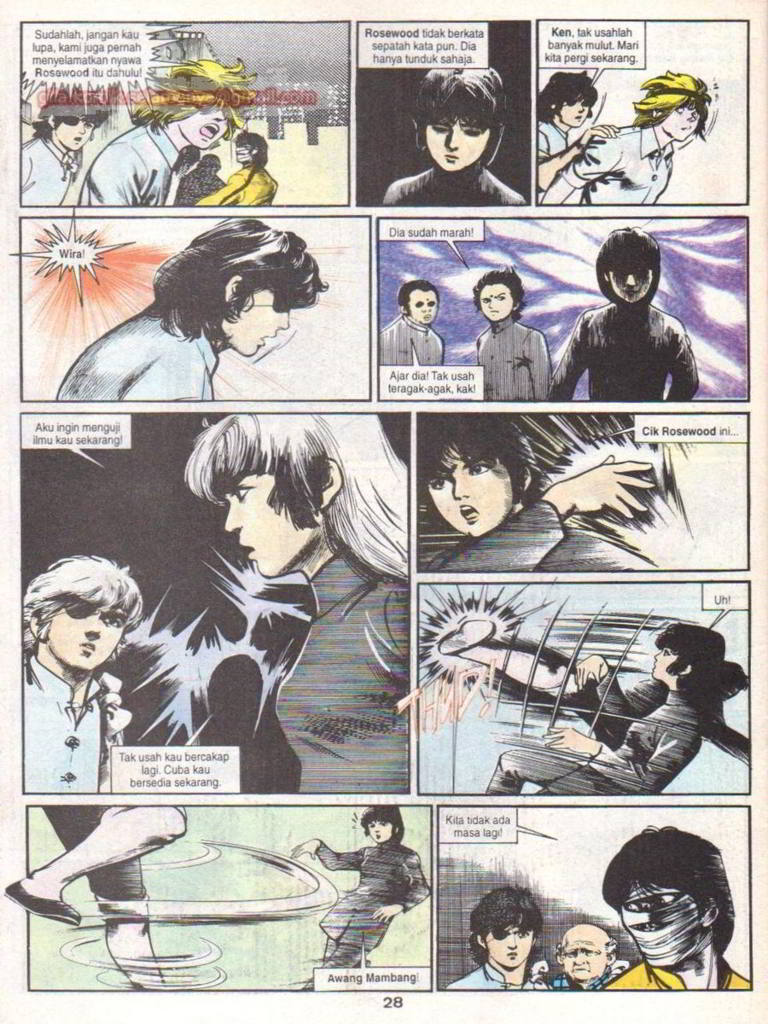 Sudahlah, jangan kau
lupa, kami juga pernah
menyelamatkan nyawa
Rosewood itu dahulu!
Rosewood tidak berkata
sepatah kata pun. Dia
hanya tunduk sahaja.
Ken, tak usahlah
banyak mulut. Mari
kita pergi sekarang.
Wira!
Dia sudah marah!
Ajar dia! Tak usah
teragak-agak, kak!
Aku ingin menguji
ilmu kau sekarang!
Tak usah kau bercakap
lagi. Cuba kau
bersedia sekarang.
Cik Rosewood ini...
Uh!
THUD!
Awang Mambang!
Kita tidak ada
masa lagi!
28